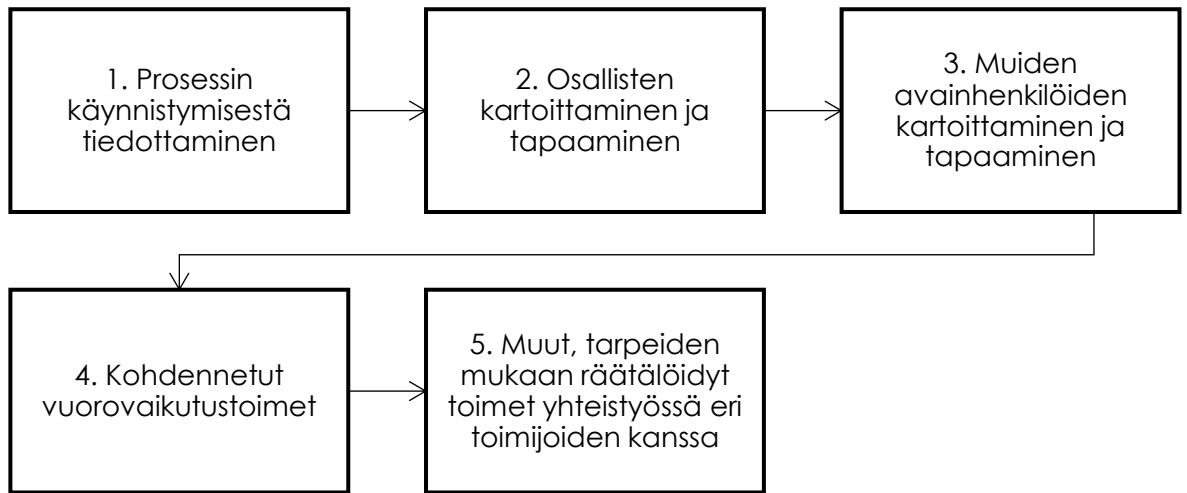 1. Prosessin
käynnistymisestä
tiedottaminen
2. Osallisten
kartoittaminen ja
tapaaminen
3. Muiden
avainhenkilöiden
kartoittaminen ja
tapaaminen
4. Kohdennetut
vuorovaikutustoimet
5. Muut, tarpeiden
mukaan räätälöidyt
toimet yhteistyössä eri
toimijoiden kanssa